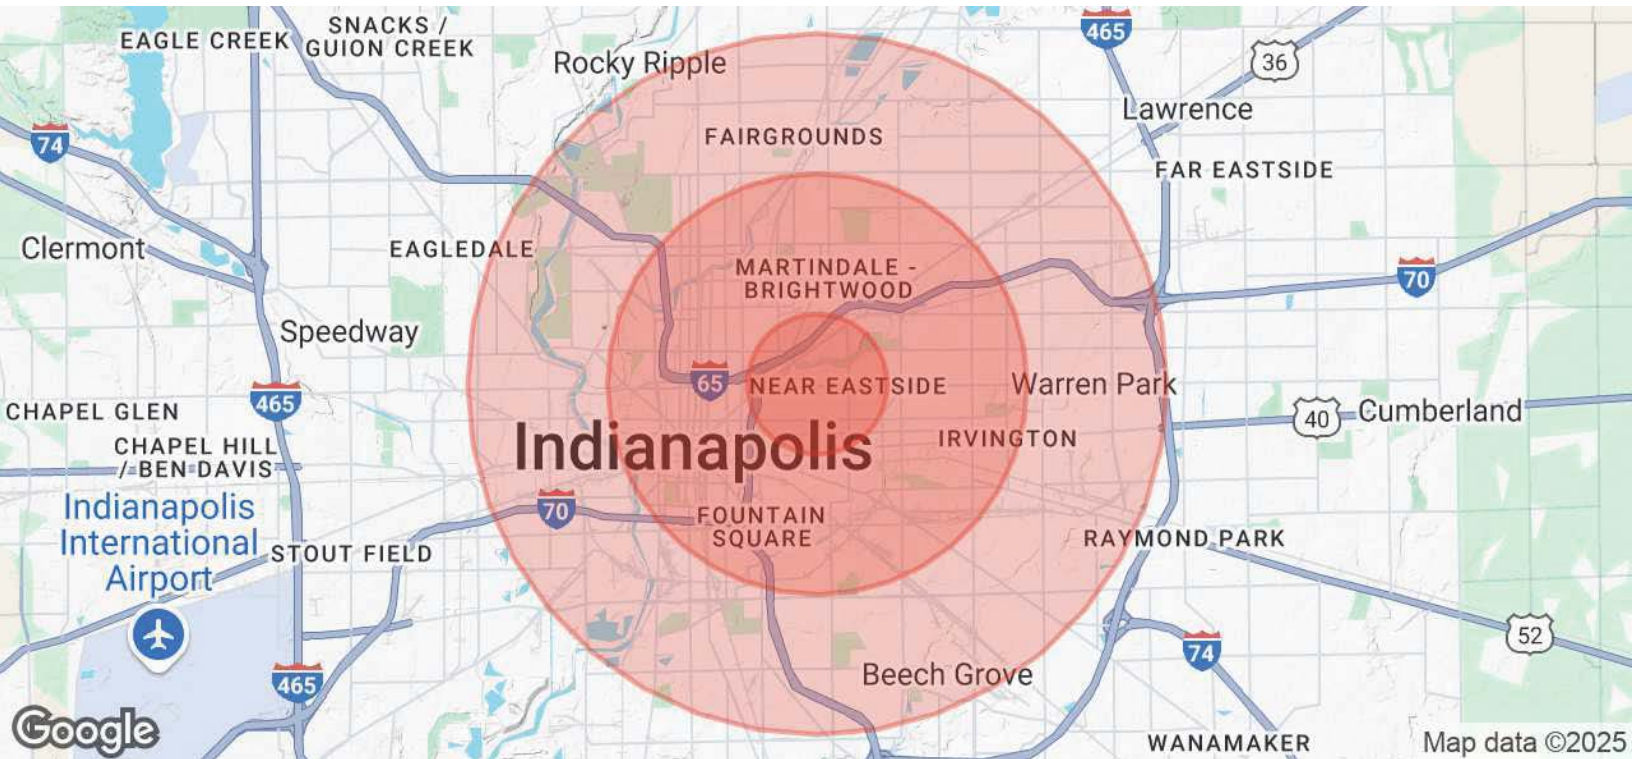 SNACKS /
GUION CREEK
EAGLE CREEK
465
36
Rocky Ripple
Lawrence
FAIRGROUNDS
74
FAR EASTSIDE
Clermont
EAGLEDALE
MARTINDALE -
BRIGHTWOOD
70
Speedway
65
NEAR EASTSIDE
Warren Park
465
CHAPEL GLEN
40
Cumberland
CHAPEL HILL
/ BEN DAVIS
Indianapolis
IRVINGTON
Indianapolis
International
Airport
70
FOUNTAIN
SQUARE
STOUT FIELD
RAYMOND PARK
52
74
465
Beech Grove
Google
WANAMAKER
Map data ©2025